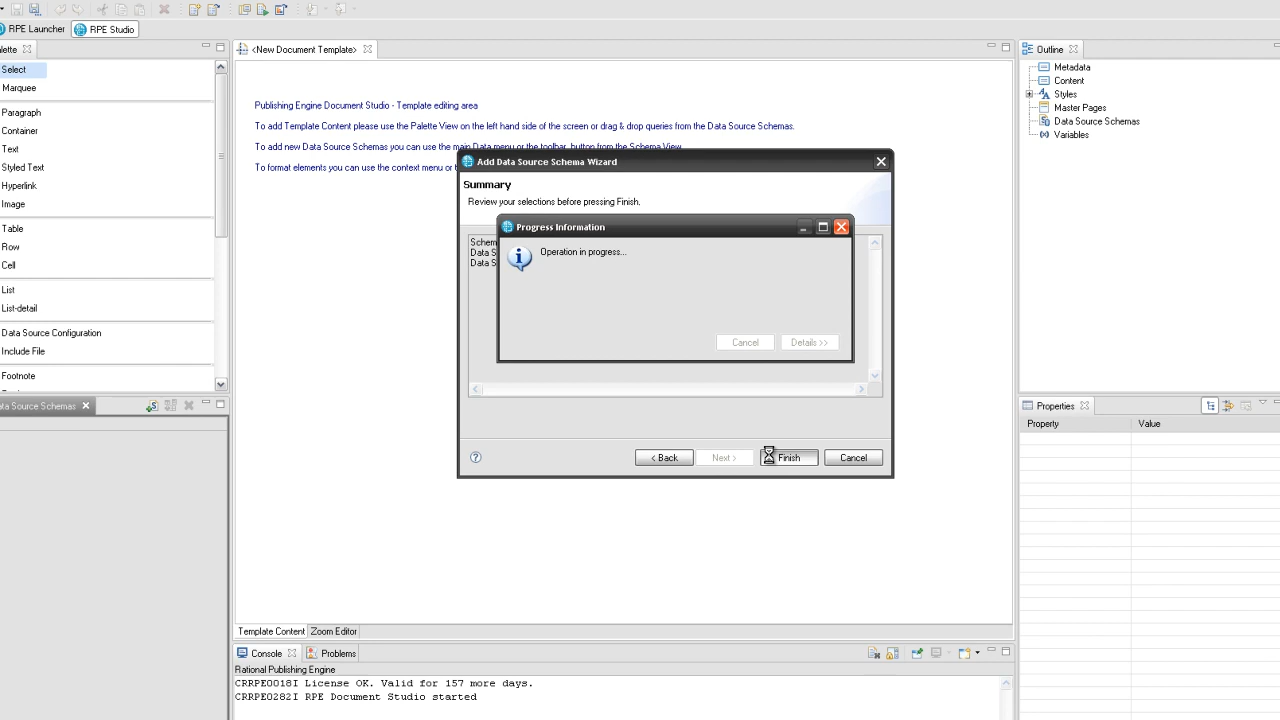 RPE Launcher
RPE Studio
lette
Select
Marquee
Paragraph
Container
Text
Styled Text
Hyperlink
Image
Table
Row
Cell
List
List-detail
Data Source Configuration
Include File
Footnote
ata Source Schemas
<New Document Template>
Publishing Engine Document Studio - Template editing area
To add Template Content please use the Palette View on the left hand side of the screen or drag & drop queries from the Data Source Schemas.
To add new Data Source Schemas you can use the main Data menu or the toolbar button from the Schema View.
To format elements you can use the context menu or t
Add Data Source Schema Wizard
Summary
Review your selections before pressing Finish.
Schem
Data S
Data S
Progress Information
Operation in progress...
Cancel
Details >>
< Back
Next >
Finish
Cancel
Template Content
Zoom Editor
Console
Problems
Rational Publishing Engine
CRRPE0018I License OK. Valid for 157 more days.
CRRPE0282I RPE Document Studio started
Outline
Metadata
Content
Styles
Master Pages
Data Source Schemas
Variables
Properties
Property
Value